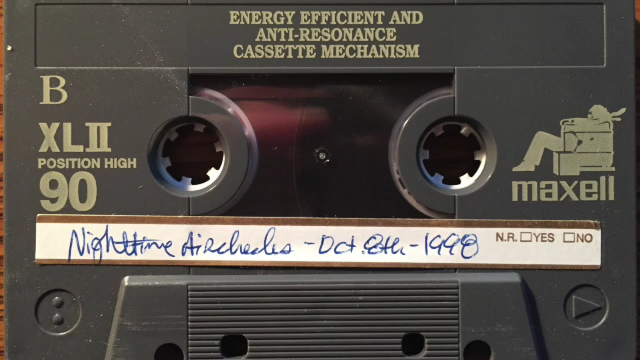 ENERGY EFFICIENT AND
ANTI-RESONANCE
CASSETTE MECHANISM
B
XLII
POSITION HIGH
90
maxell
Nighttime Airchecks - Oct. 8th - 1998
N.R. □YES □NO